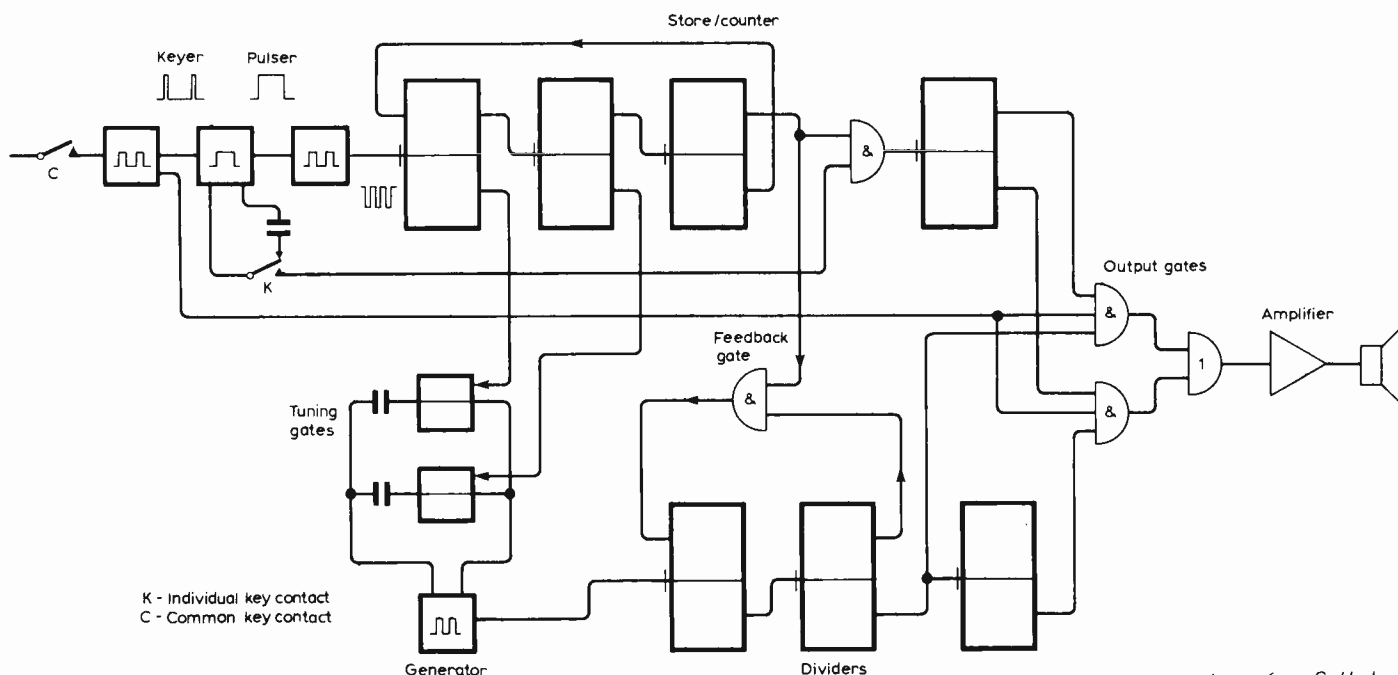 Store/counter
Keyer
Pulser
C
&
K
Output gates
&
Amplifier
Feedback
gate
1
&
&
Tuning
gates
K - Individual key contact
C - Common key contact
Generator
Dividers